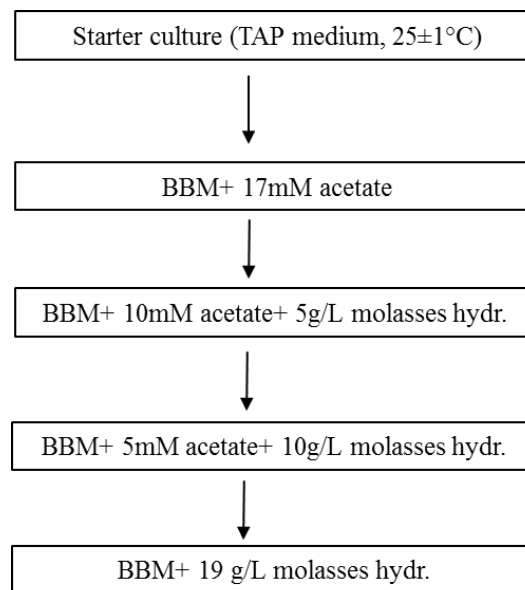 Starter culture (TAP medium, 25±1°C)
BBM+ 17mM acetate
BBM+ 10mM acetate+ 5g/L molasses hydr.
BBM+ 5mM acetate+ 10g/L molasses hydr.
BBM+ 19 g/L molasses hydr.